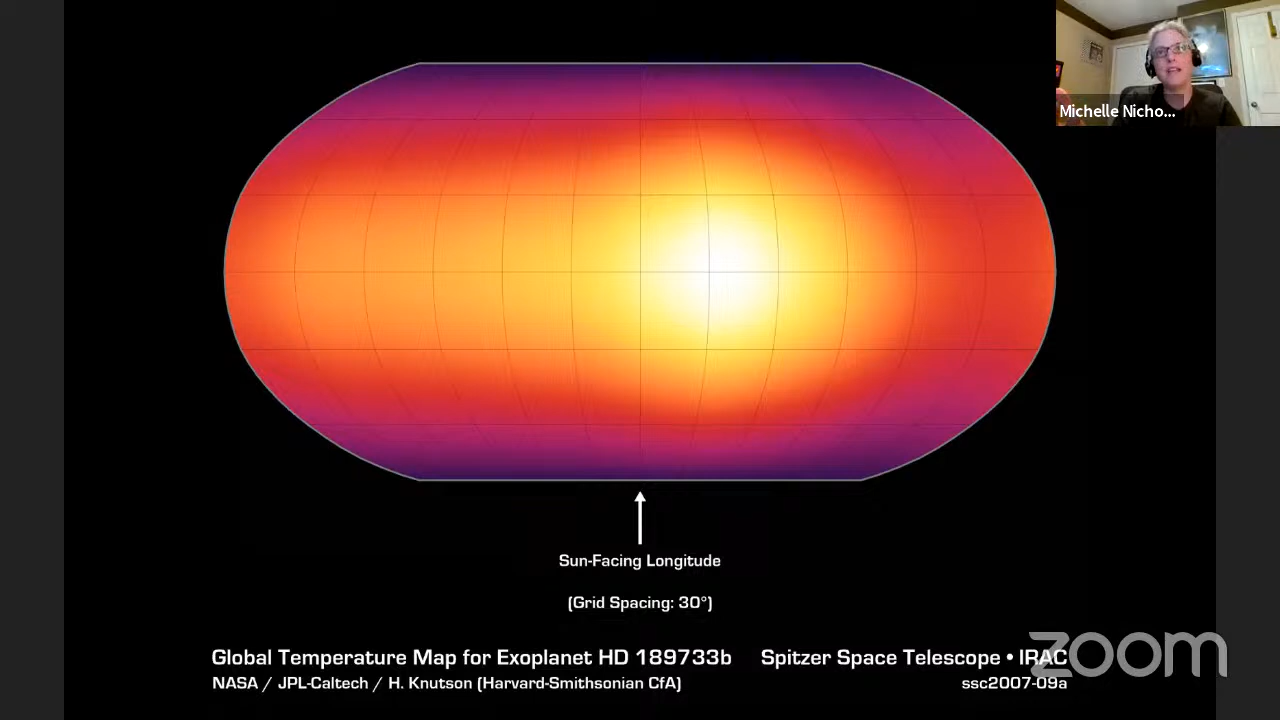 Michelle Nicho...
Sun-Facing Longitude
(Grid Spacing: 30°)
Global Temperature Map for Exoplanet HD 189733b
Spitzer Space Telescope • IRAC
NASA / JPL-Caltech / H. Knutson (Harvard-Smithsonian CfA)
ssc2007-09a
zoom